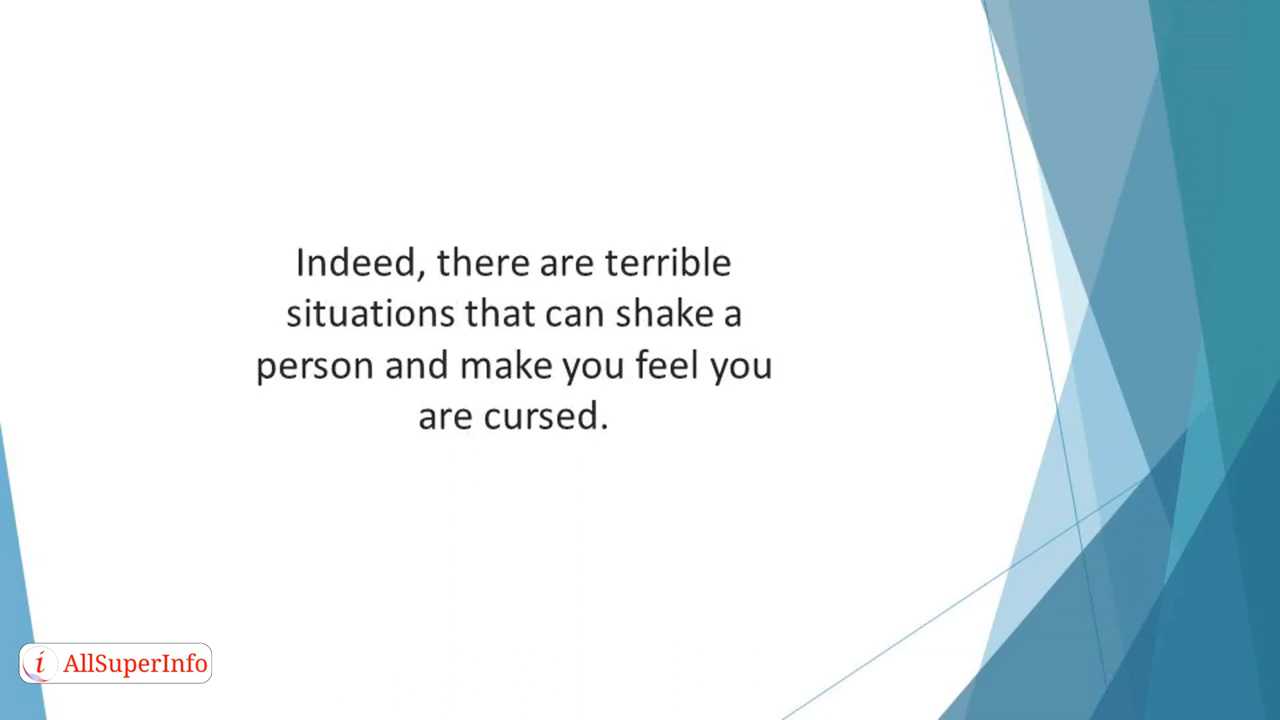 Indeed, there are terrible
situations that can shake a
person and make you feel you
are cursed.
i AllSuperInfo